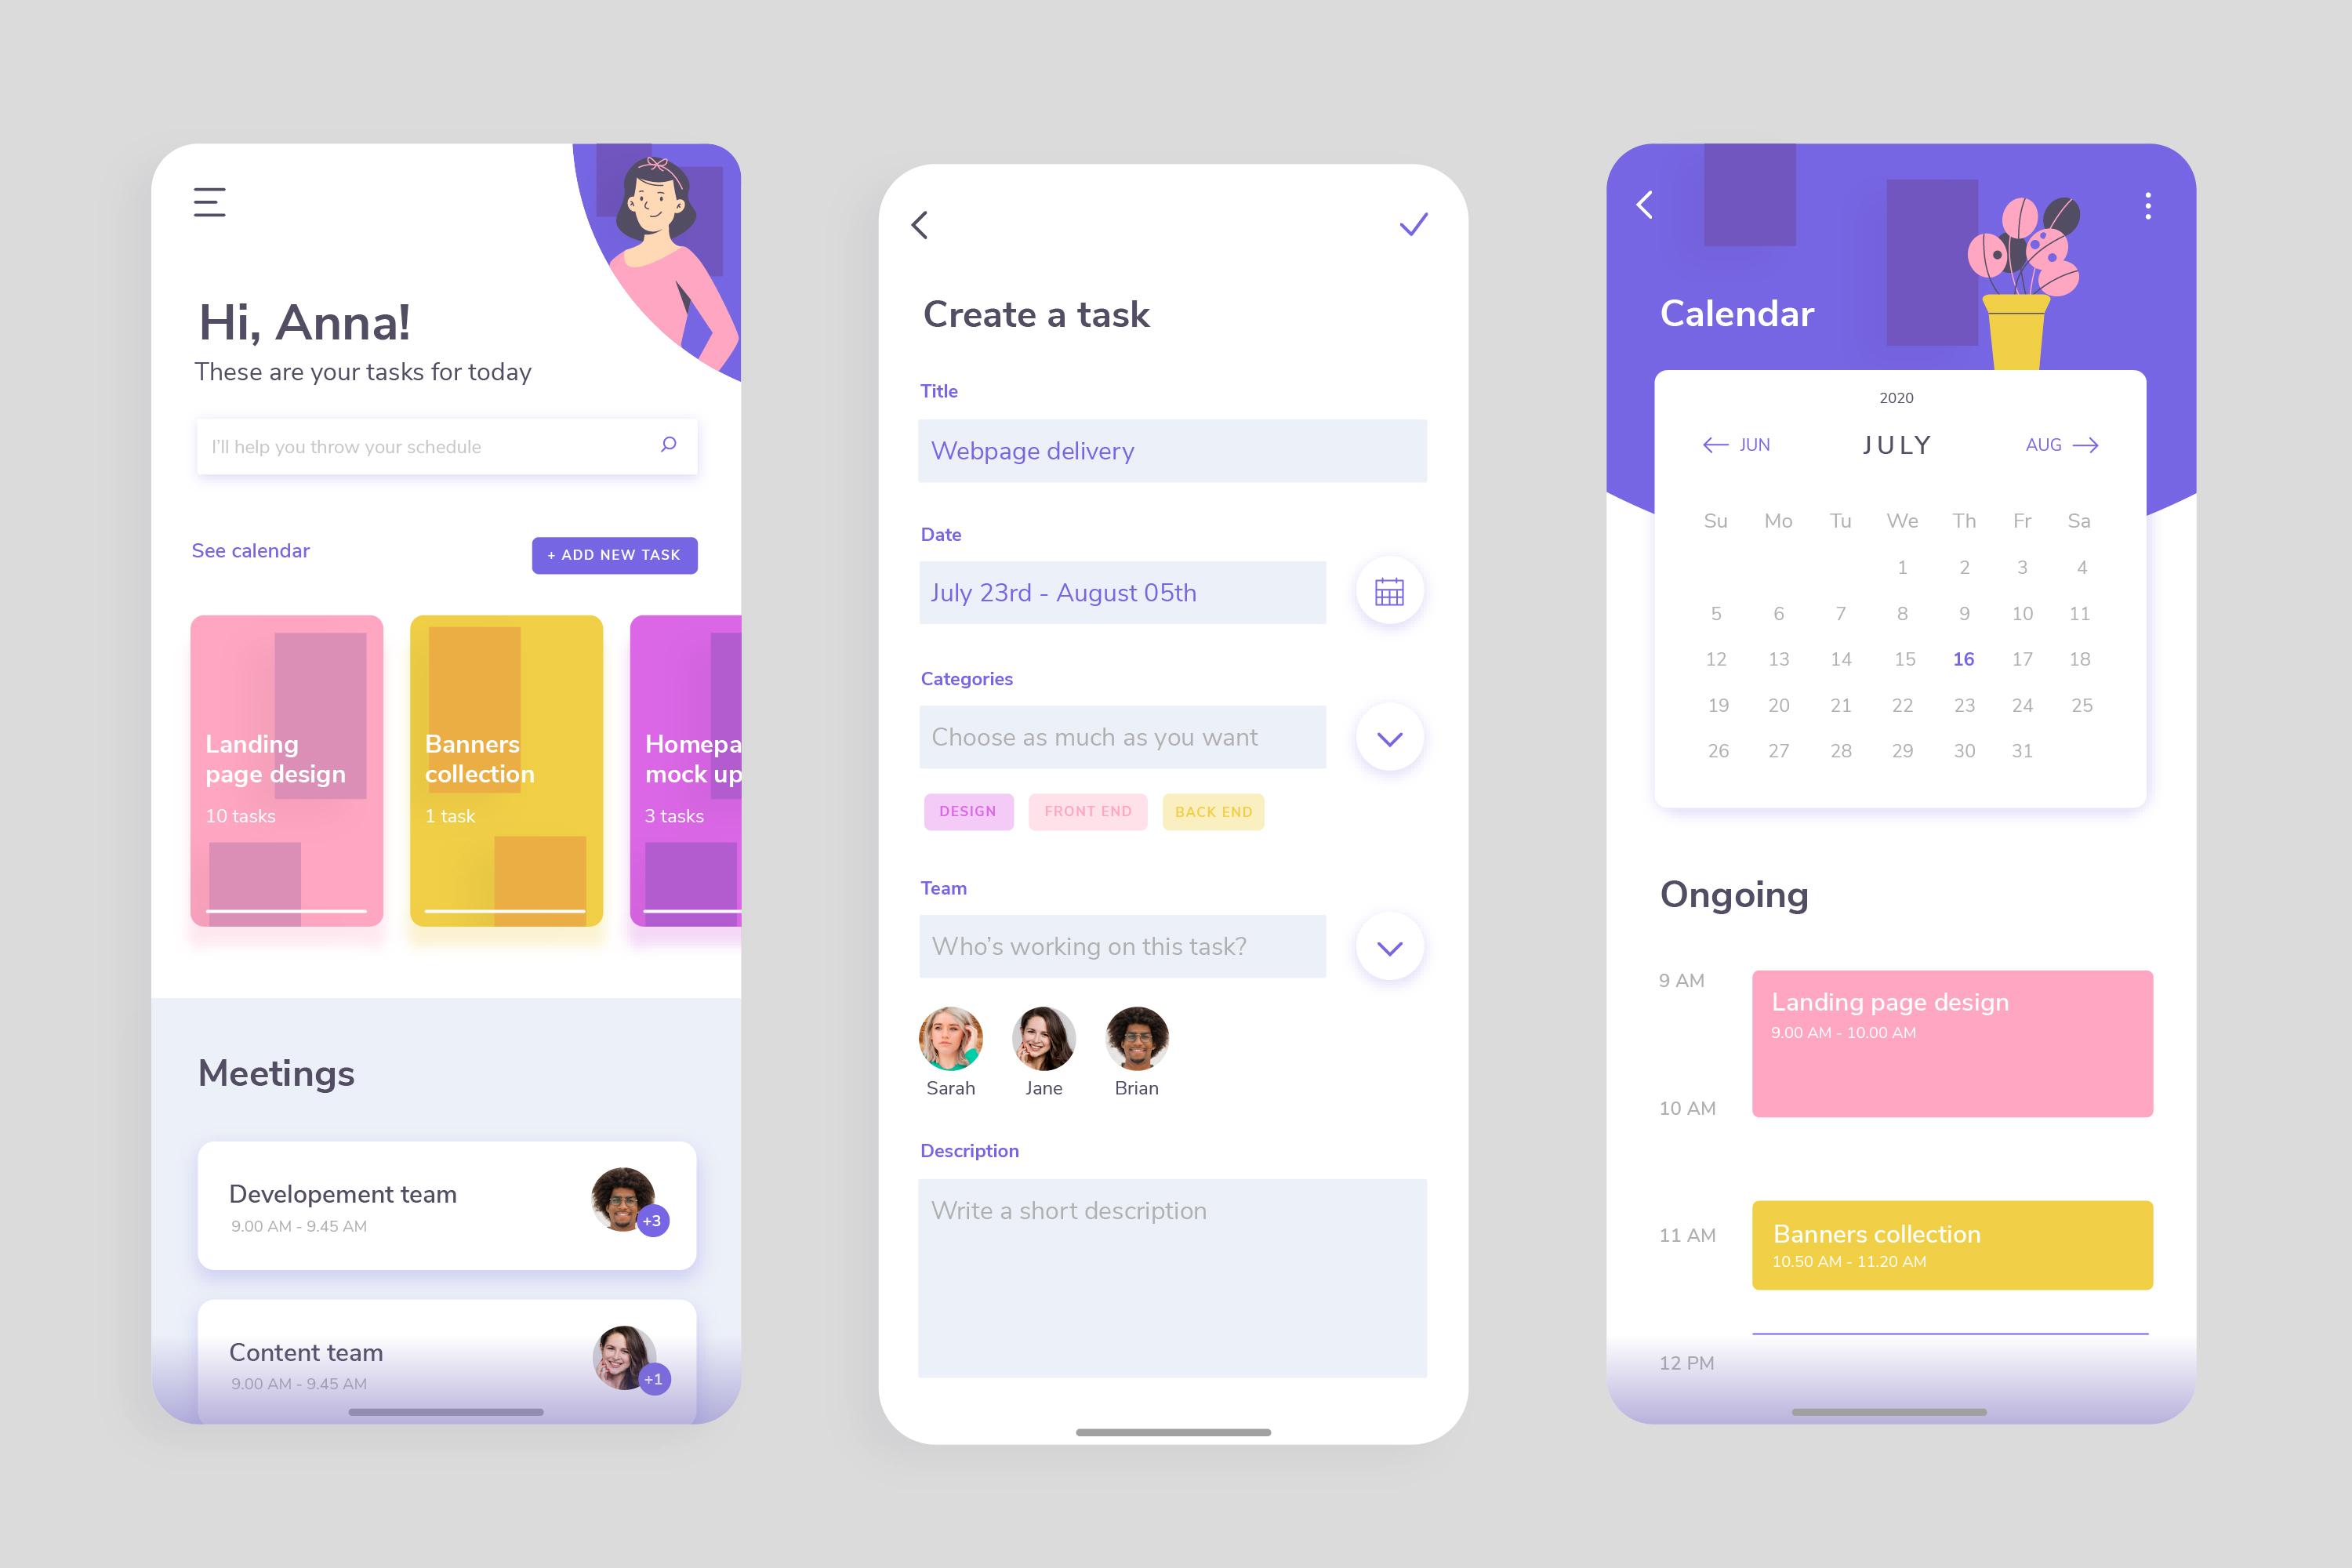 Hi, Anna!
These are your tasks for today
I'll help you throw your schedule
See calendar
+ ADD NEW TASK
Landing
page design
10 tasks
Banners
collection
1 task
Homepa
mock up
3 tasks
Meetings
Developement team
9.00 AM - 9.45 AM
+3
Content team
9.00 AM - 9.45 AM
+1
Create a task
Title
Webpage delivery
Date
July 23rd - August 05th
Categories
Choose as much as you want
DESIGN FRONT END BACK END
Team
Who's working on this task?
Sarah Jane Brian
Description
Write a short description
Calendar
2020
JUN JULY AUG
Su Mo Tu We Th Fr Sa
1 2 3 4
5 6 7 8 9 10 11
12 13 14 15 16 17 18
19 20 21 22 23 24 25
26 27 28 29 30 31
Ongoing
9 AM
Landing page design
9.00 AM - 10.00 AM
10 AM
11 AM
Banners collection
10.50 AM - 11.20 AM
12 PM